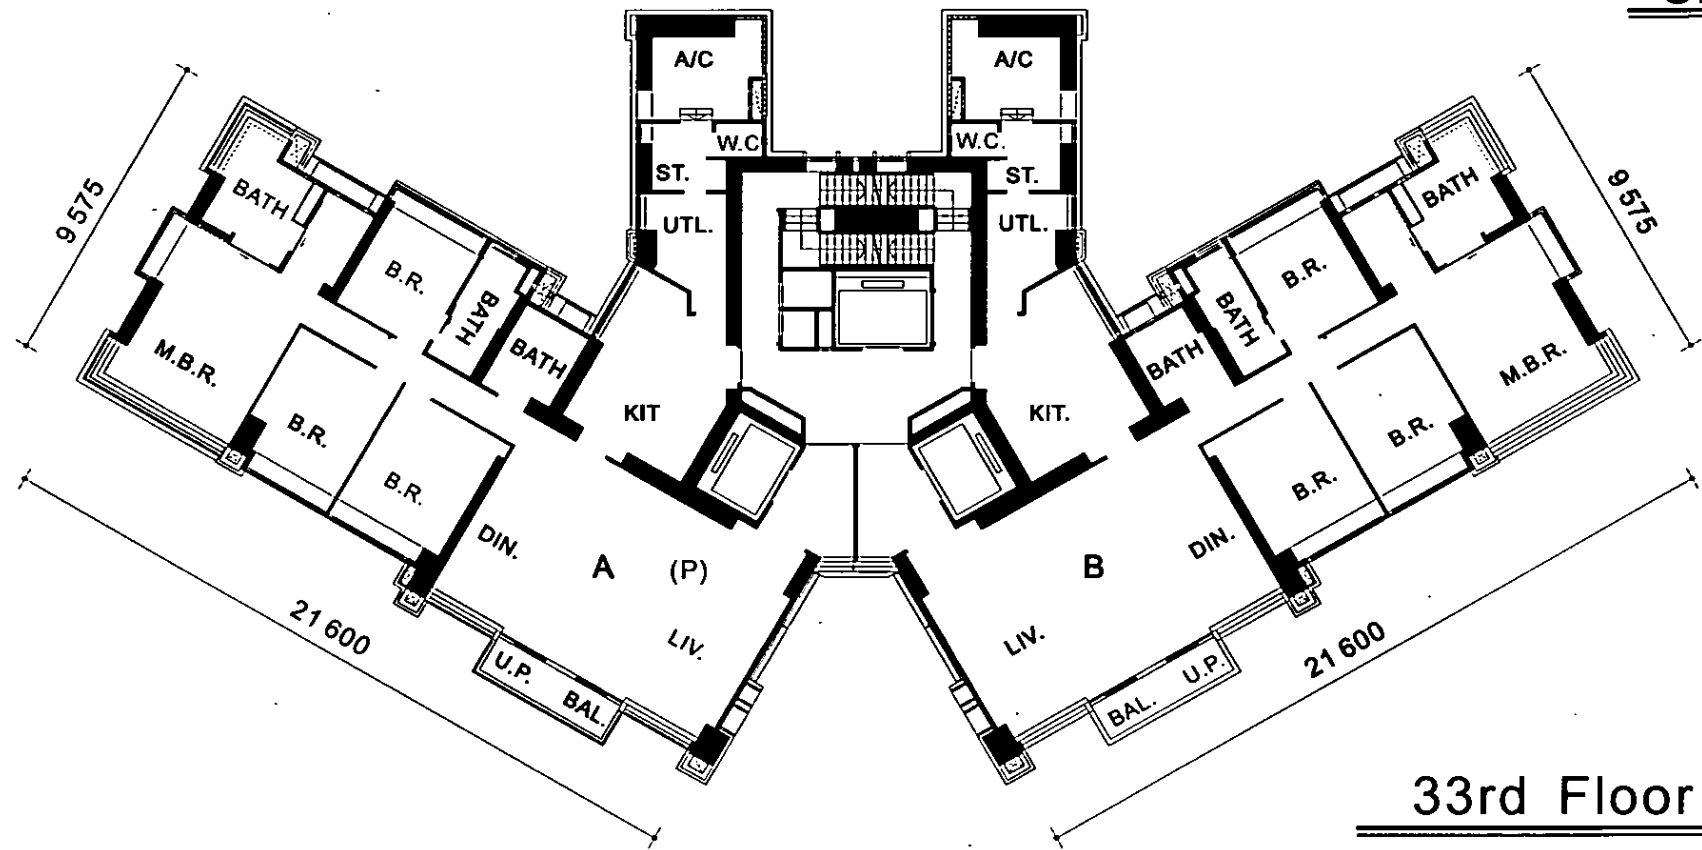 A/C
A/C
W.C
W.C.
ST.
ST.
UTL.
UTL.
9 575
9 575
BATH
BATH
B.R.
B.R.
BATH
BATH
BATH
BATH
M.B.R.
M.B.R.
KIT
KIT.
B.R.
B.R.
B.R.
B.R.
DIN.
DIN.
A (P)
B
LIV.
LIV.
21 600
21 600
U.P.
U.P.
BAL.
BAL.
33rd Floor